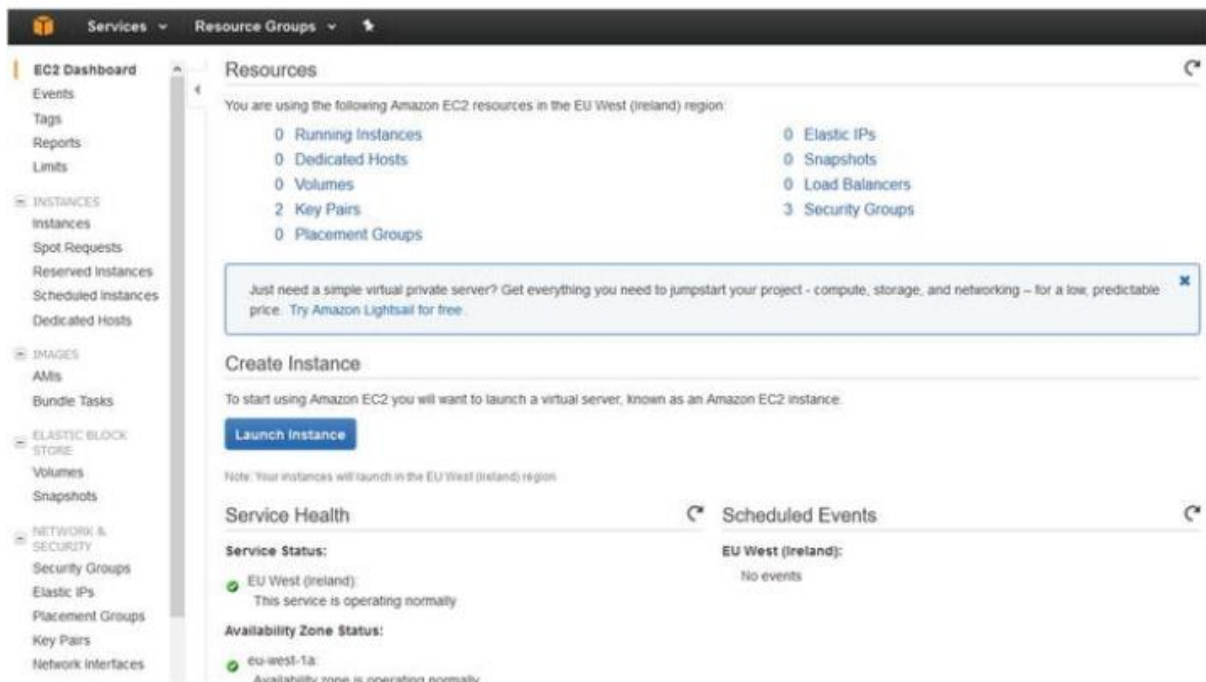 Services
Resource Groups
EC2 Dashboard
Events
Tags
Reports
Limits
INSTANCES
Instances
Spot Requests
Reserved Instances
Scheduled Instances
Dedicated Hosts
IMAGES
AMIs
Bundle Tasks
ELASTIC BLOCK
STORE
Volumes
Snapshots
NETWORK &
SECURITY
Security Groups
Elastic IPs
Placement Groups
Key Pairs
Network Interfaces
Resources
You are using the following Amazon EC2 resources in the EU West (Ireland) region:
0 Running Instances
0 Dedicated Hosts
0 Volumes
2 Key Pairs
0 Placement Groups
0 Elastic IPs
0 Snapshots
0 Load Balancers
3 Security Groups
Just need a simple virtual private server? Get everything you need to jumpstart your project - compute, storage, and networking – for a low, predictable
price. Try Amazon Lightsail for free.
Create Instance
To start using Amazon EC2 you will want to launch a virtual server, known as an Amazon EC2 instance.
Launch Instance
Note: Your instances will launch in the EU West (Ireland) region
Service Health
Service Status:
EU West (Ireland):
This service is operating normally
Availability Zone Status:
eu-west-1a:
Availability zone is operating normally
Scheduled Events
EU West (Ireland):
No events